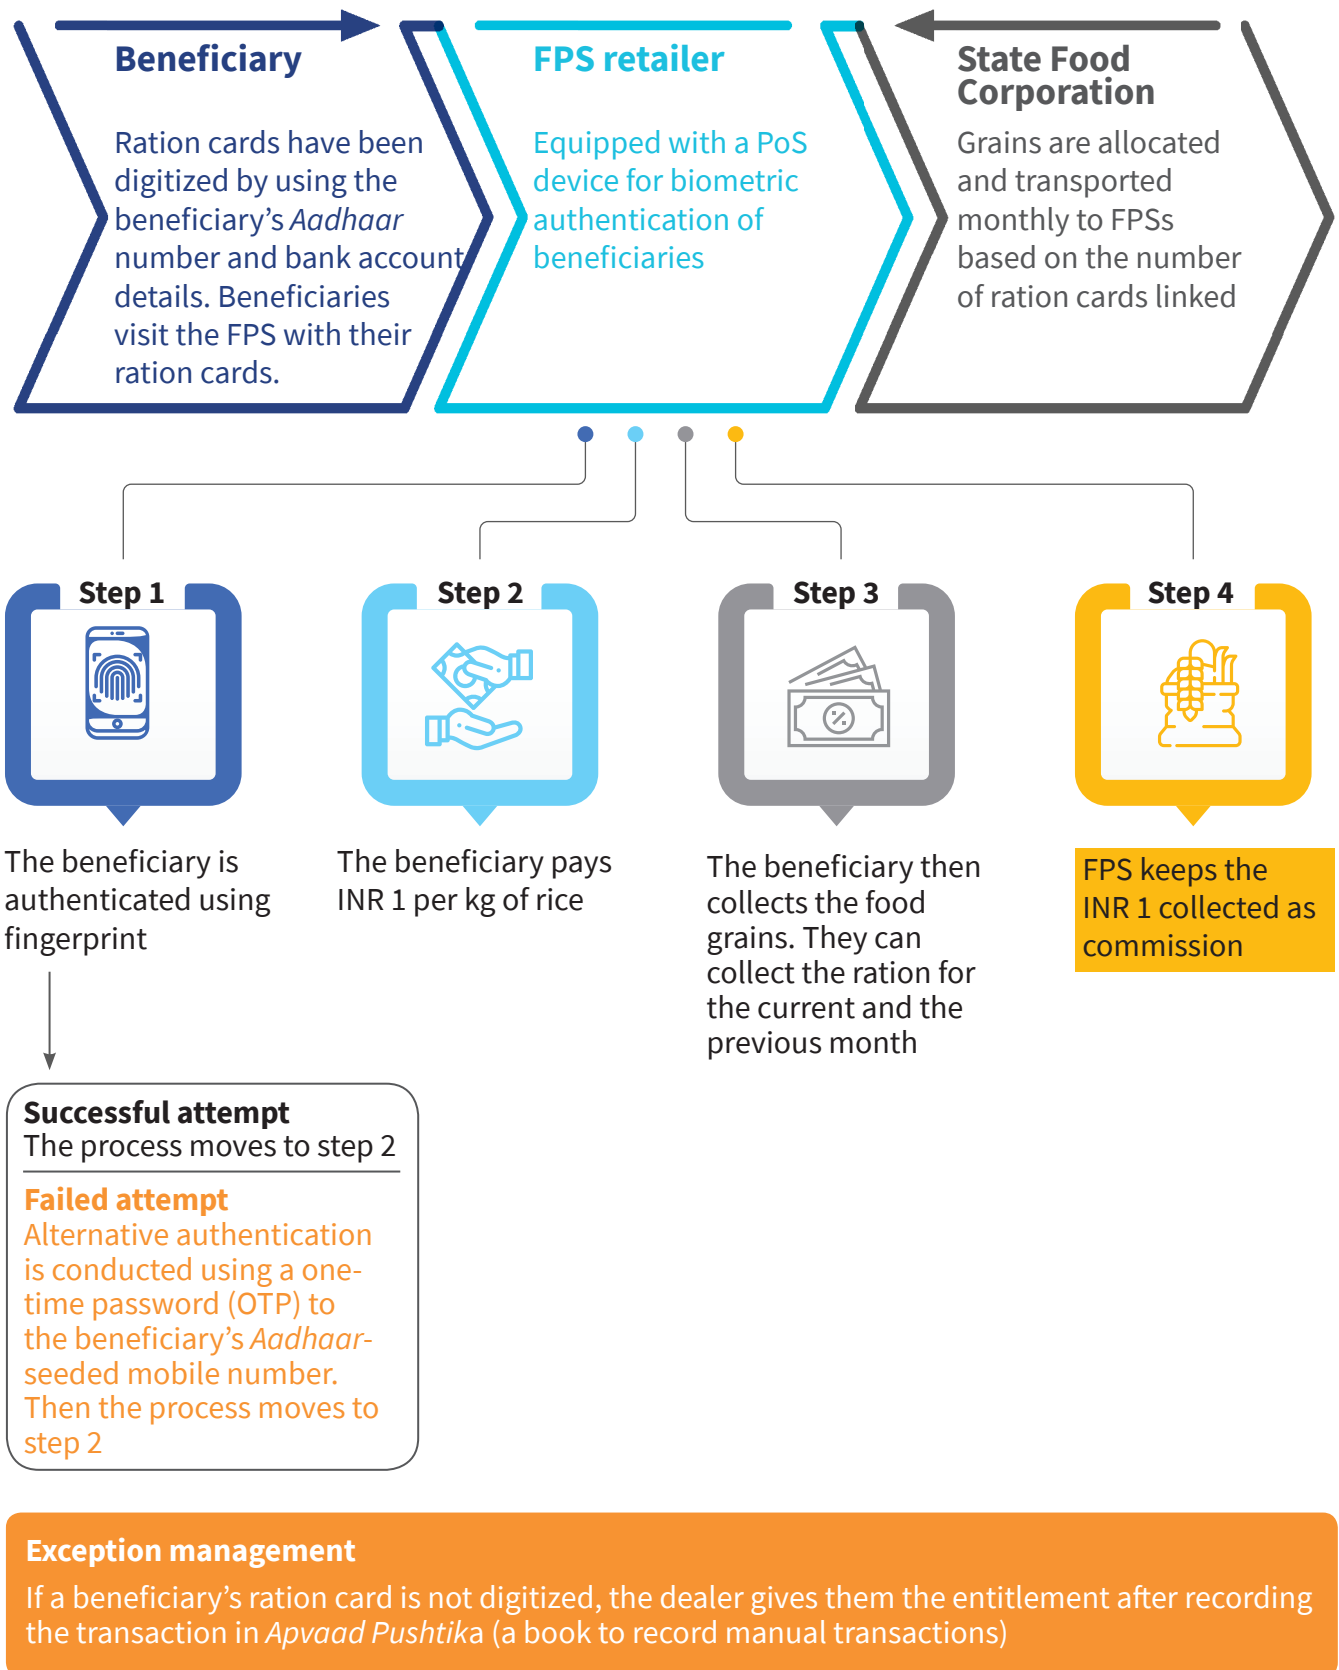 Beneficiary
Ration cards have been
digitized by using the
beneficiary's Aadhaar
number and bank account
details. Beneficiaries
visit the FPS with their
ration cards.
FPS retailer
Equipped with a PoS
device for biometric
authentication of
beneficiaries
State Food
Corporation
Grains are allocated
and transported
monthly to FPSs
based on the number
of ration cards linked
Step 1
The beneficiary is
authenticated using
fingerprint
Step 2
The beneficiary pays
INR 1 per kg of rice
Step 3
%
The beneficiary then
collects the food
grains. They can
collect the ration for
the current and the
previous month
Step 4
FPS keeps the
INR 1 collected as
commission
Successful attempt
The process moves to step 2
Failed attempt
Alternative authentication
is conducted using a one-
time password (OTP) to
the beneficiary's Aadhaar-
seeded mobile number.
Then the process moves to
step 2
Exception management
If a beneficiary's ration card is not digitized, the dealer gives them the entitlement after recording
the transaction in Apvaad Pushtika (a book to record manual transactions)